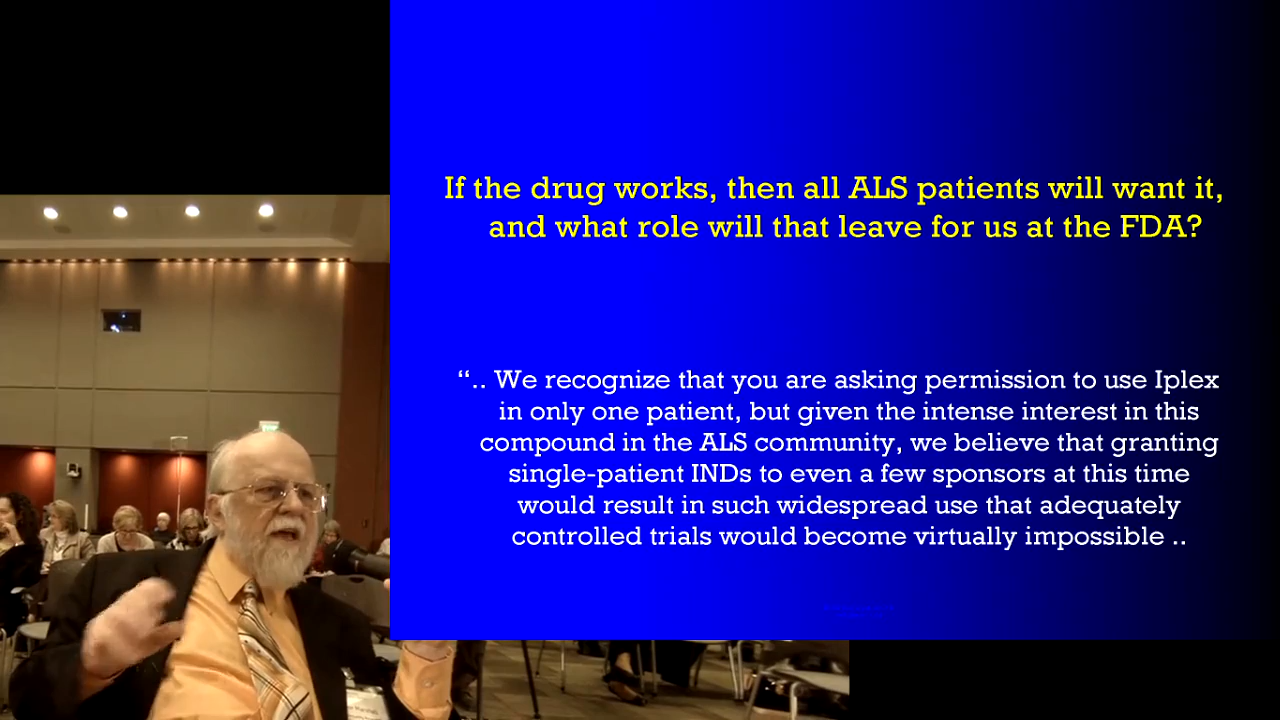 If the drug works, then all ALS patients will want it,
and what role will that leave for us at the FDA?
“.. We recognize that you are asking permission to use Iplex
in only one patient, but given the intense interest in this
compound in the ALS community, we believe that granting
single-patient INDs to even a few sponsors at this time
would result in such widespread use that adequately
controlled trials would become virtually impossible ..
Marshall